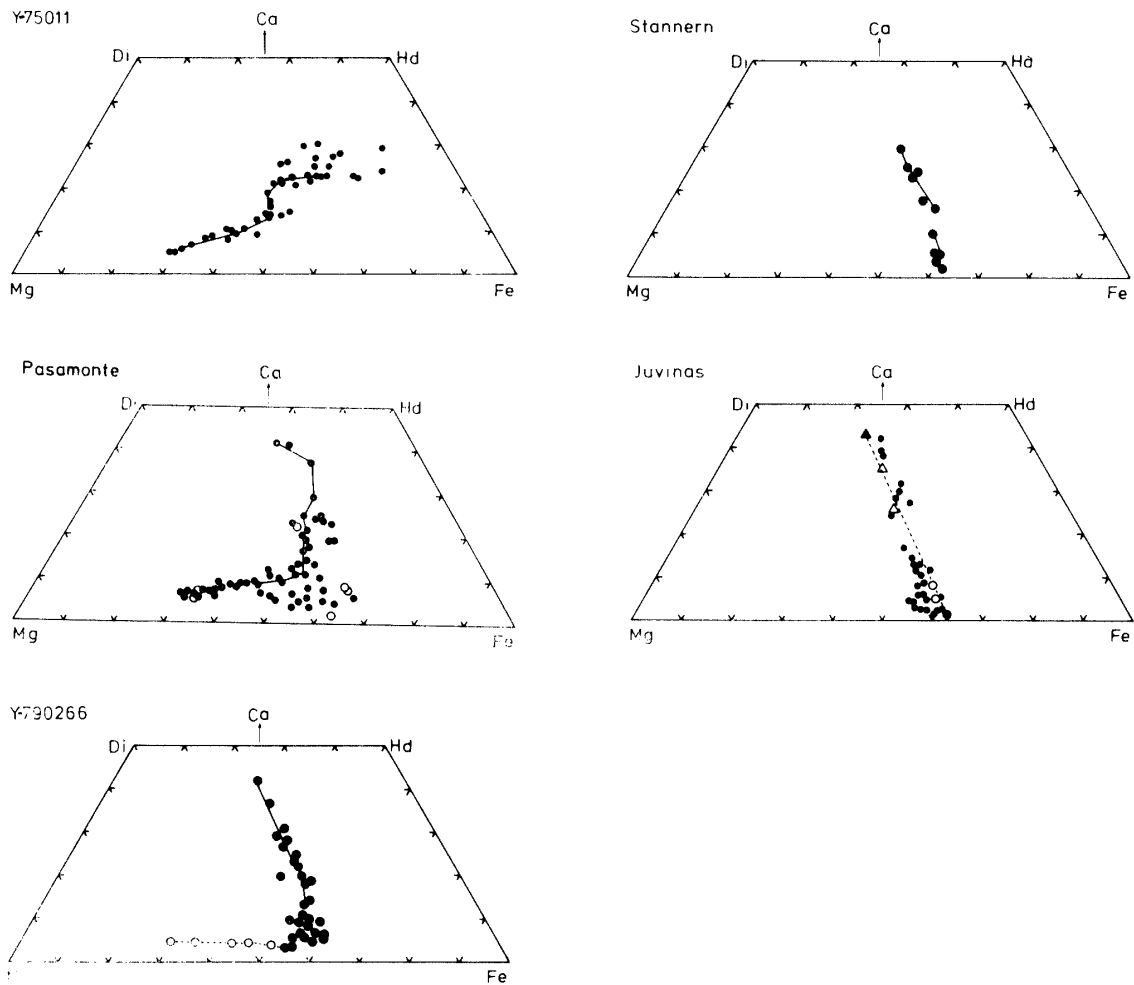 Y-75011
Ca
Di
Hd
Mg
Fe
Stannern
Ca
Di
Hd
Mg
Fe
Pasamonte
Ca
Di
Hd
Mg
Fe
Juvinas
Ca
Di
Hd
Mg
Fe
Y-790266
Ca
Di
Hd
Fe